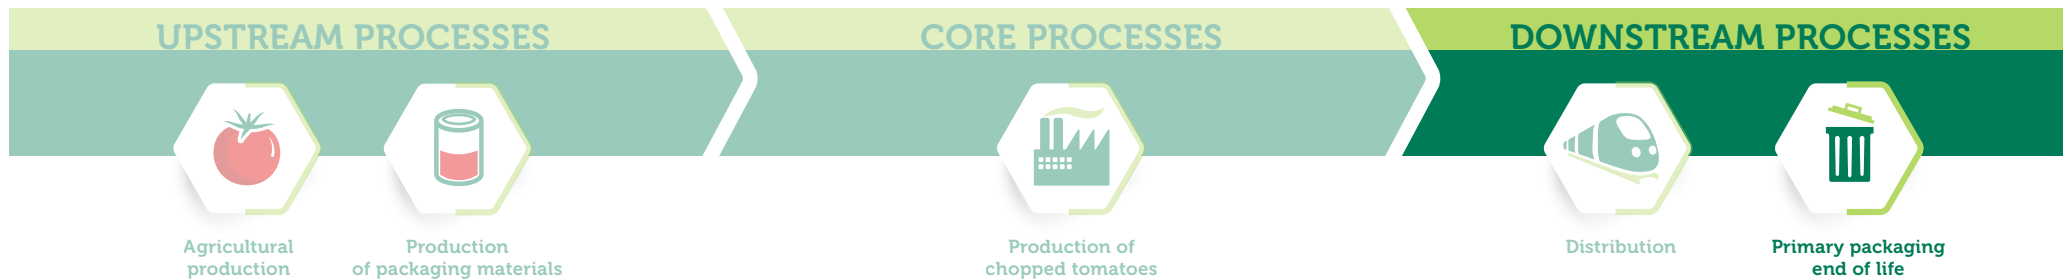 UPSTREAM PROCESSES
CORE PROCESSES
DOWNSTREAM PROCESSES
Agricultural
production
Production
of packaging materials
Production of
chopped tomatoes
Distribution
Primary packaging
end of life